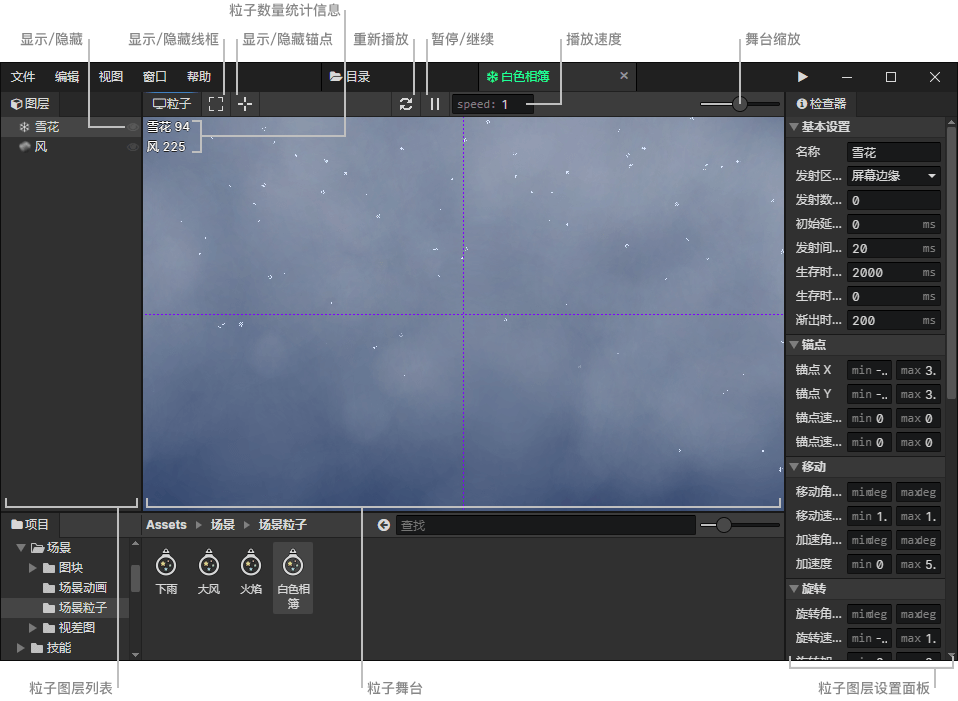 粒子数量统计信息
显示/隐藏
显示/隐藏线框
显示/隐藏锚点
重新播放
暂停/继续
播放速度
舞台缩放
文件 编辑 视图 窗口 帮助
目录
白色相簿
图层
粒子
speed: 1
检查器
雪花
风
雪花 94
风 225
基本设置
名称 雪花
发射区... 屏幕边缘
发射数... 0
初始延... 0 ms
发射间... 20 ms
生存时... 2000 ms
生存时... 0 ms
渐出时... 200 ms
锚点
锚点 X min -.. max 3.
锚点 Y min -.. max 3.
锚点速... min 0 max 0
锚点速... min 0 max 0
移动
移动角... min deg max deg
移动速... min 1. max 1.
加速角... min deg max deg
加速度 min 0 max 5.
旋转
旋转角... min deg max deg
旋转速... min -.. max 1.
项目
Assets 场景 场景粒子
查找
场景
图块
场景动画
场景粒子
视差图
技能
下雨
大风
火焰
白色相
簿
粒子图层列表
粒子舞台
粒子图层设置面板